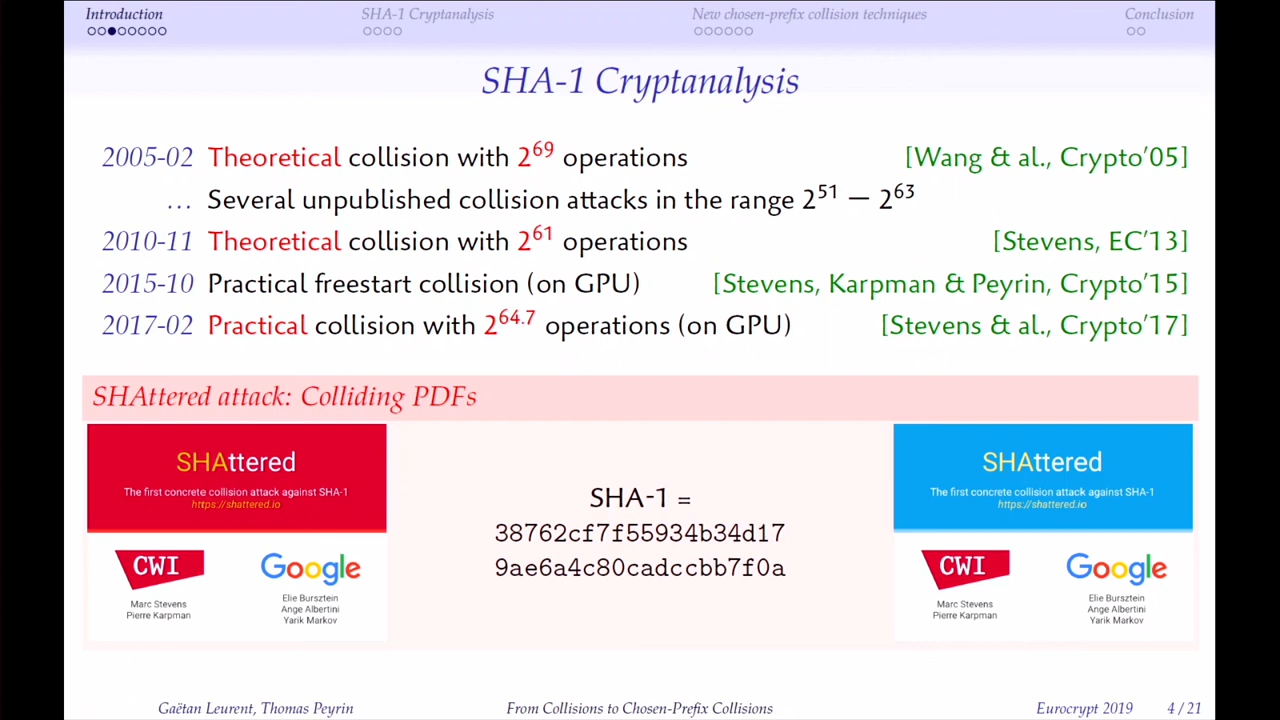 Introduction SHA-1 Cryptanalysis New chosen-prefix collision techniques Conclusion
SHA-1 Cryptanalysis
2005-02 Theoretical collision with 2^69 operations [Wang & al., Crypto'05]
... Several unpublished collision attacks in the range 2^51 — 2^63
2010-11 Theoretical collision with 2^61 operations [Stevens, EC'13]
2015-10 Practical freestart collision (on GPU) [Stevens, Karpman & Peyrin, Crypto'15]
2017-02 Practical collision with 2^64.7 operations (on GPU) [Stevens & al., Crypto'17]
SHAttered attack: Colliding PDFs
SHAttered
The first concrete collision attack against SHA-1
https://shattered.io
CWI Google
Marc Stevens
Pierre Karpman
Elie Bursztein
Ange Albertini
Yarik Markov
SHA-1 =
38762cf7f55934b34d17
9ae6a4c80cadccbb7f0a
SHAttered
The first concrete collision attack against SHA-1
https://shattered.io
CWI Google
Marc Stevens
Pierre Karpman
Elie Bursztein
Ange Albertini
Yarik Markov
Gaëtan Leurent, Thomas Peyrin From Collisions to Chosen-Prefix Collisions Eurocrypt 2019 4 / 21